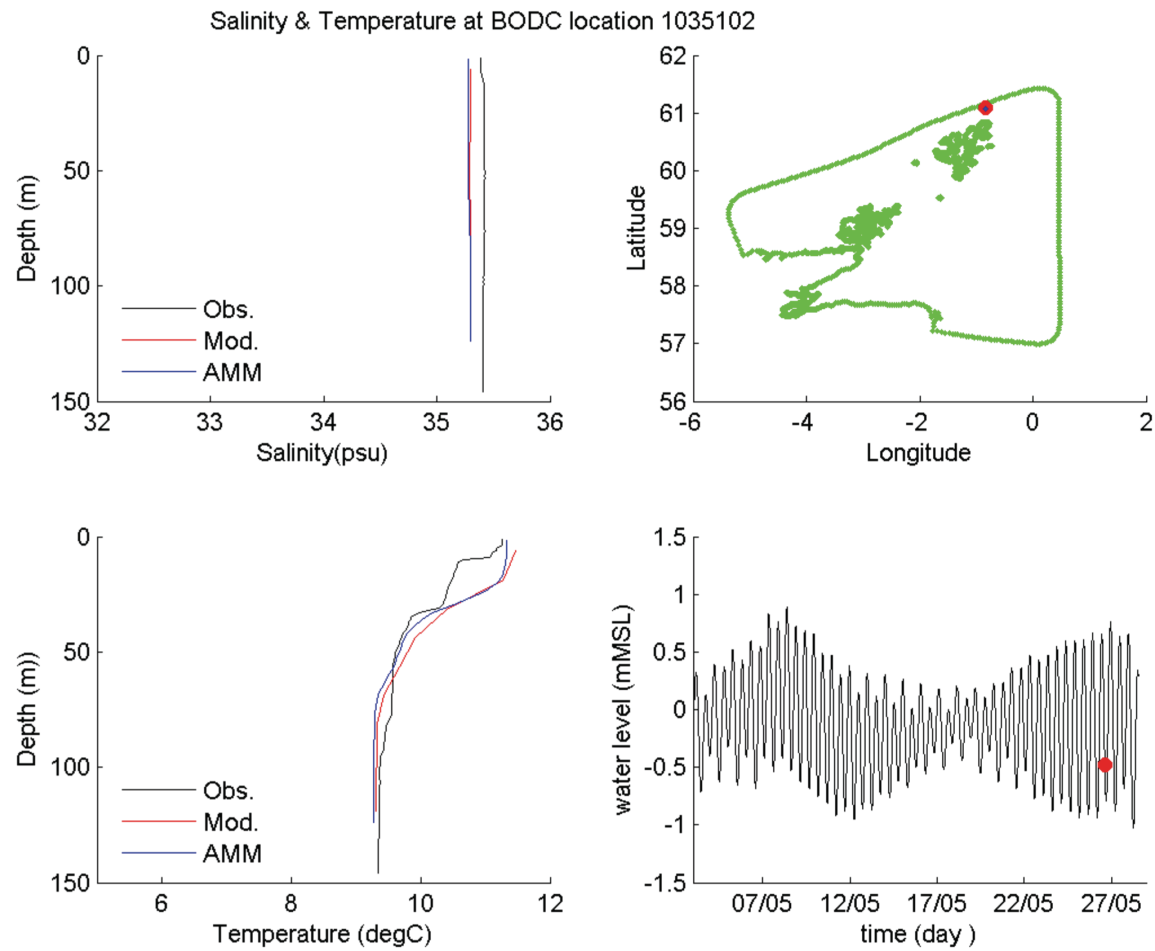 Salinity & Temperature at BODC location 1035102
0
50
100
150
Depth (m)
Obs.
Mod.
AMM
32 33 34 35 36
Salinity(psu)
62
61
60
59
58
57
56
Latitude
-6 -4 -2 0 2
Longitude
0
50
100
150
Depth (m))
Obs.
Mod.
AMM
6 8 10 12
Temperature (degC)
1.5
1
0.5
0
-0.5
-1
-1.5
water level (mMSL)
07/05 12/05 17/05 22/05 27/05
time (day )